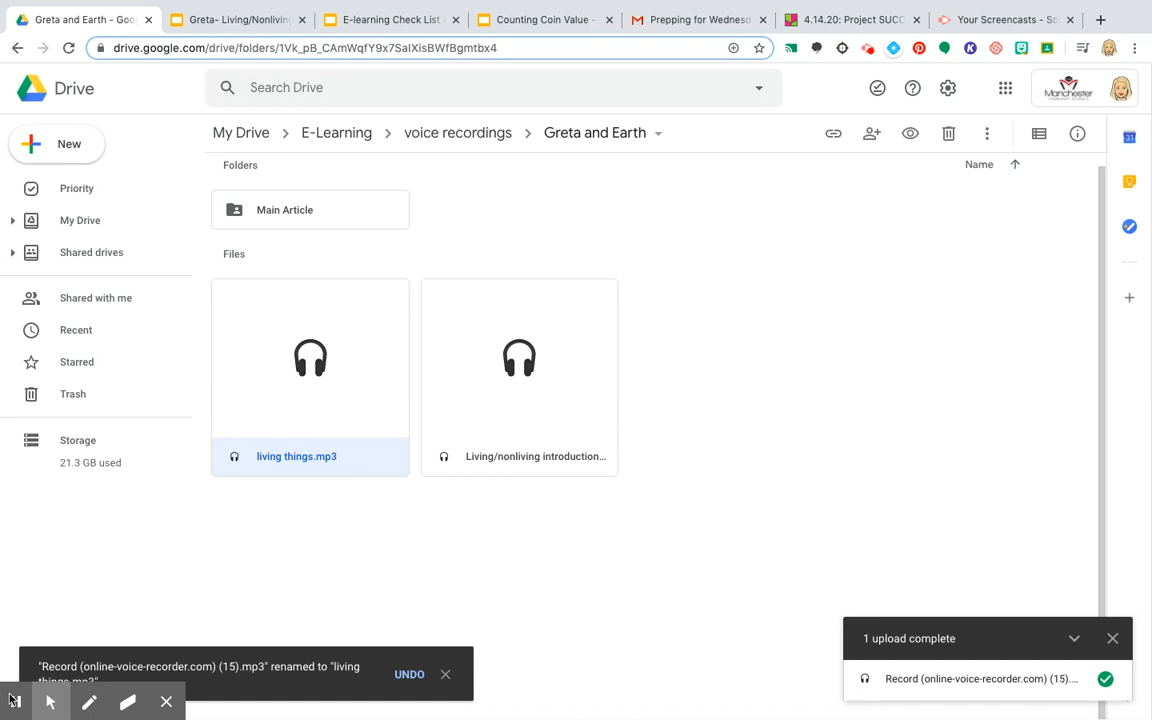 Greta and Earth - Goo
Greta- Living/Nonliving
E-learning Check List /
Counting Coin Value -
Prepping for Wednesd
4.14.20: Project SUCC
Your Screencasts - Sc
drive.google.com/drive/folders/1Vk_pB_CAmWqfY9x7SaIXisBWfBgmtbx4
Drive
Search Drive
Manchester
New
My Drive
E-Learning
voice recordings
Greta and Earth
Priority
My Drive
Shared drives
Shared with me
Recent
Starred
Trash
Storage
21.3 GB used
Folders
Name
Main Article
Files
living things.mp3
Living/nonliving introduction...
31
"Record (online-voice-recorder.com) (15).mp3" renamed to "living
things.mp3"
UNDO
1 upload complete
Record (online-voice-recorder.com) (15)....